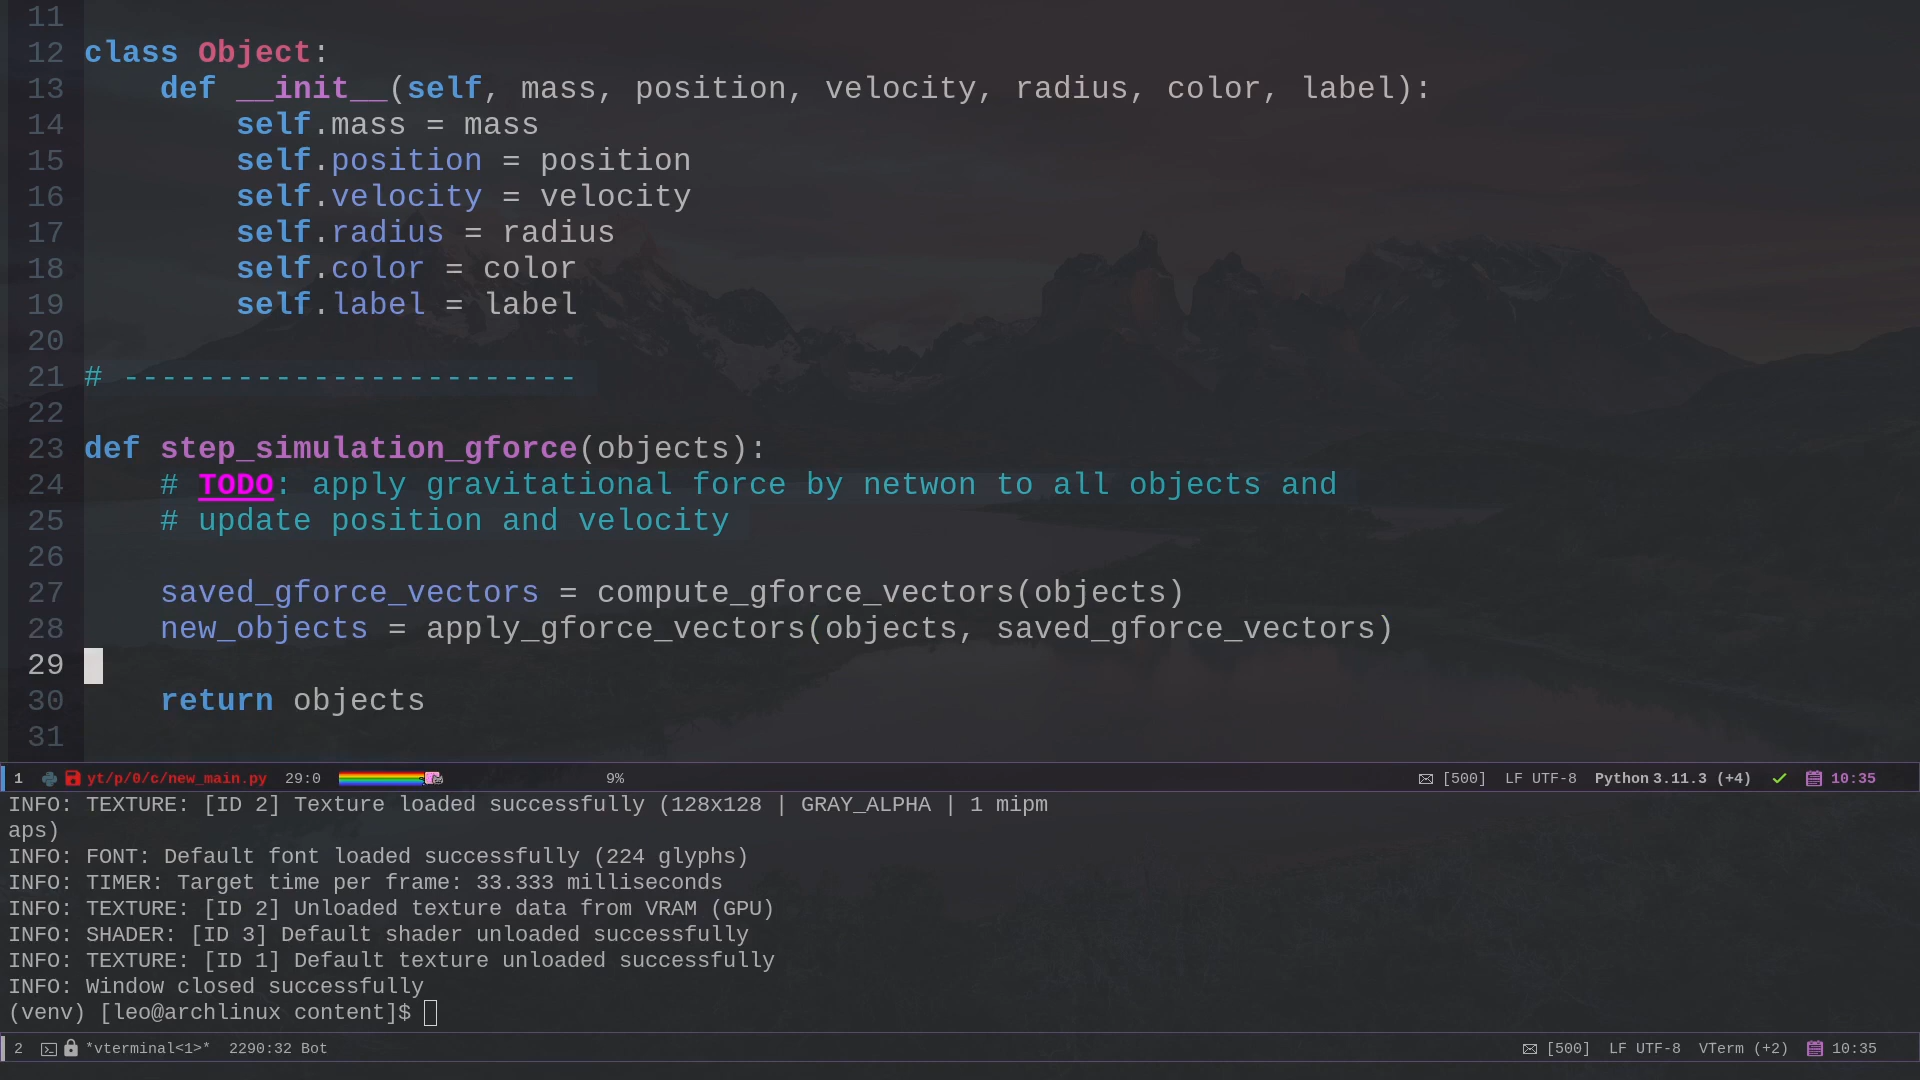 11
12 class Object:
13     def __init__(self, mass, position, velocity, radius, color, label):
14         self.mass = mass
15         self.position = position
16         self.velocity = velocity
17         self.radius = radius
18         self.color = color
19         self.label = label
20
21 # ------------------------
22
23 def step_simulation_gforce(objects):
24     # TODO: apply gravitational force by netwon to all objects and
25     # update position and velocity
26
27     saved_gforce_vectors = compute_gforce_vectors(objects)
28     new_objects = apply_gforce_vectors(objects, saved_gforce_vectors)
29
30     return objects
31
1 yt/p/0/c/new_main.py 29:0 9% [500] LF UTF-8 Python 3.11.3 (+4) 10:35
INFO: TEXTURE: [ID 2] Texture loaded successfully (128x128 | GRAY_ALPHA | 1 mipm
aps)
INFO: FONT: Default font loaded successfully (224 glyphs)
INFO: TIMER: Target time per frame: 33.333 milliseconds
INFO: TEXTURE: [ID 2] Unloaded texture data from VRAM (GPU)
INFO: SHADER: [ID 3] Default shader unloaded successfully
INFO: TEXTURE: [ID 1] Default texture unloaded successfully
INFO: Window closed successfully
(venv) [leo@archlinux content]$
2 *vterminal<1>* 2290:32 Bot [500] LF UTF-8 VTerm (+2) 10:35